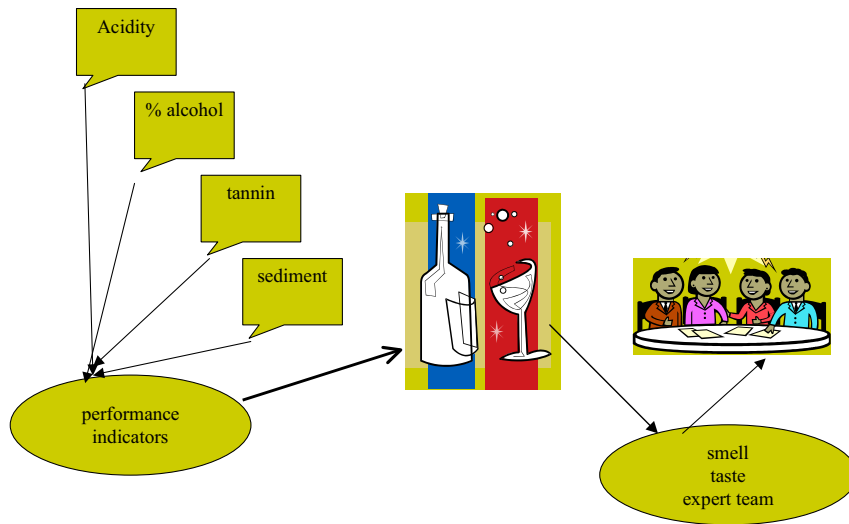 Acidity
% alcohol
tannin
sediment
performance
indicators
smell
taste
expert team